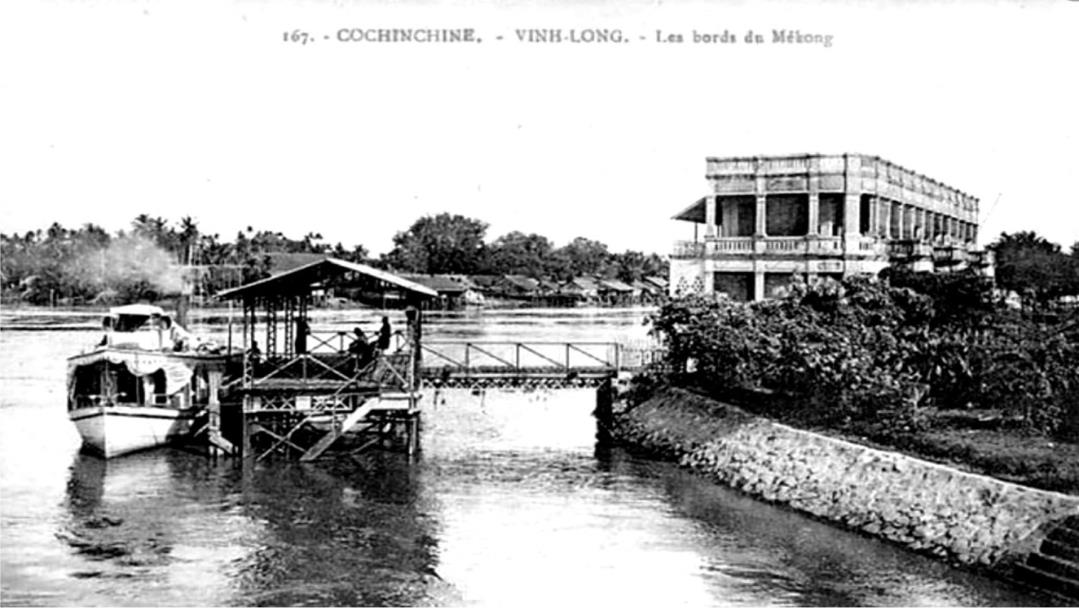 167. - COCHINCHINE. - VINH-LONG. - Les bords du Mékong